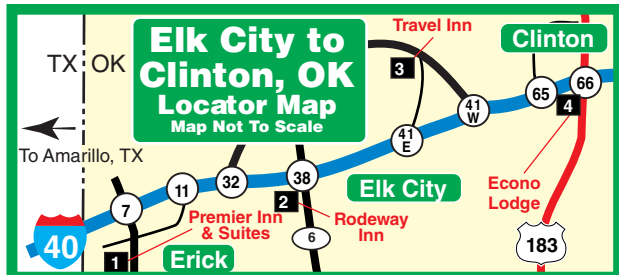 Elk City to
Clinton, OK
Locator Map
Map Not To Scale
TX
OK
To Amarillo, TX
Travel Inn
3
Clinton
65
66
4
41
W
41
E
Econo
Lodge
183
7
11
32
38
Elk City
2
Rodeway
Inn
6
Premier Inn
& Suites
1
Erick
40